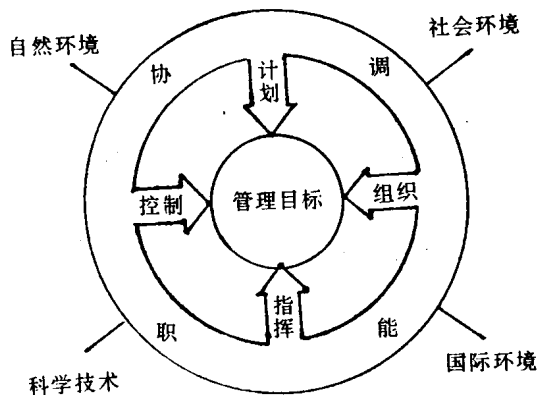 自然环境
社会环境
协
调
计划
控制
管理目标
组织
指挥
职
能
科学技术
国际环境